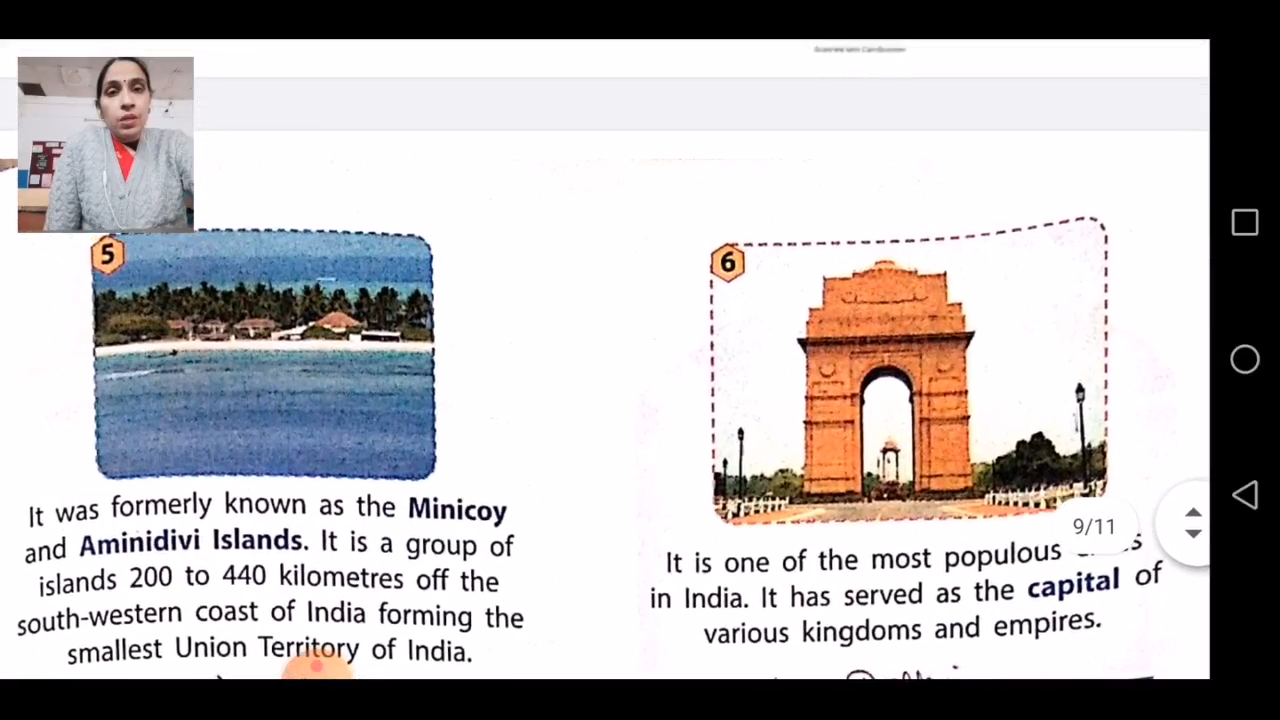 5
It was formerly known as the Minicoy
and Aminidivi Islands. It is a group of
islands 200 to 440 kilometres off the
south-western coast of India forming the
smallest Union Territory of India.
6
It is one of the most populous
in India. It has served as the capital of
various kingdoms and empires.
9/11